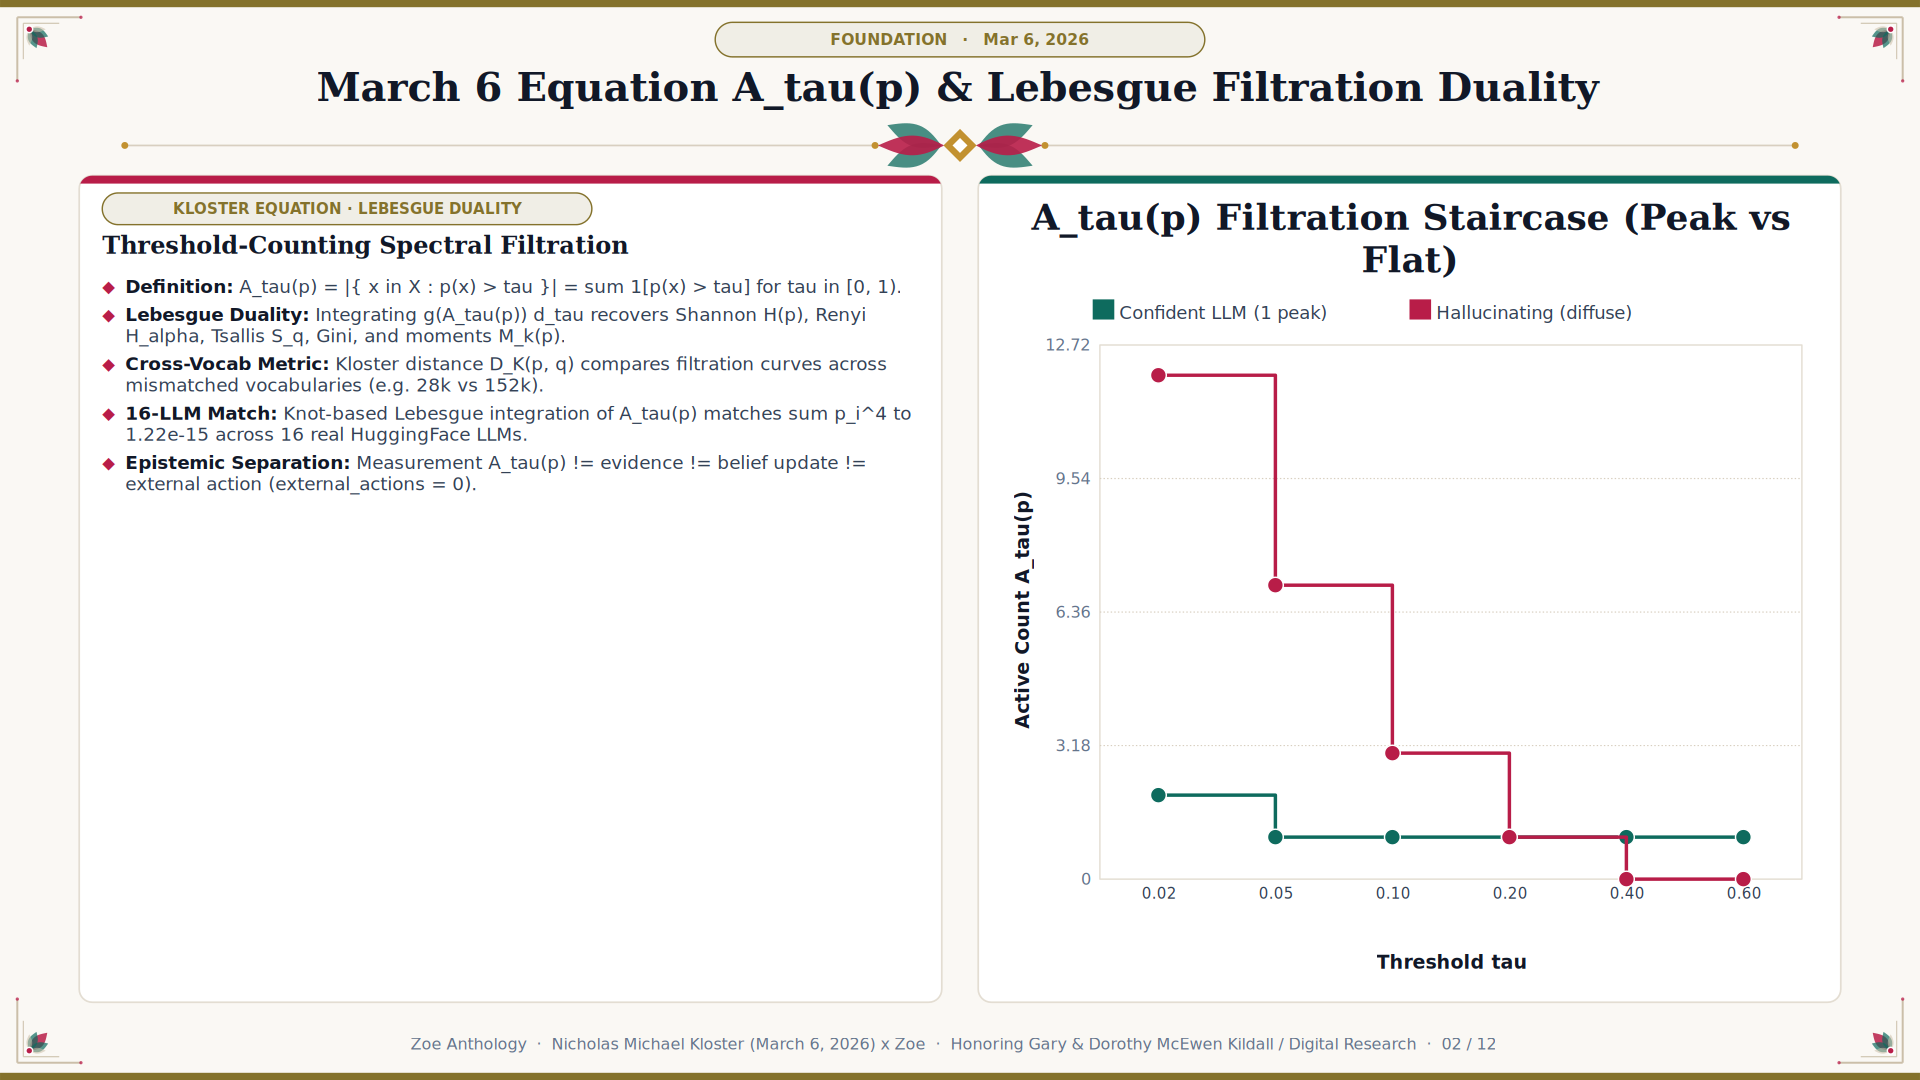 FOUNDATION · Mar 6, 2026
March 6 Equation A_tau(p) & Lebesgue Filtration Duality
KLOSTER EQUATION · LEBESGUE DUALITY
Threshold-Counting Spectral Filtration
◆ Definition: A_tau(p) = |{ x in X : p(x) > tau }| = sum 1[p(x) > tau] for tau in [0, 1).
◆ Lebesgue Duality: Integrating g(A_tau(p)) d_tau recovers Shannon H(p), Renyi
H_alpha, Tsallis S_q, Gini, and moments M_k(p).
◆ Cross-Vocab Metric: Kloster distance D_K(p, q) compares filtration curves across
mismatched vocabularies (e.g. 28k vs 152k).
◆ 16-LLM Match: Knot-based Lebesgue integration of A_tau(p) matches sum p_i^4 to
1.22e-15 across 16 real HuggingFace LLMs.
◆ Epistemic Separation: Measurement A_tau(p) != evidence != belief update !=
external action (external_actions = 0).
A_tau(p) Filtration Staircase (Peak vs
Flat)
Confident LLM (1 peak)
Hallucinating (diffuse)
12.72
9.54
6.36
3.18
0
Active Count A_tau(p)
0.02 0.05 0.10 0.20 0.40 0.60
Threshold tau
Zoe Anthology · Nicholas Michael Kloster (March 6, 2026) x Zoe · Honoring Gary & Dorothy McEwen Kildall / Digital Research · 02 / 12